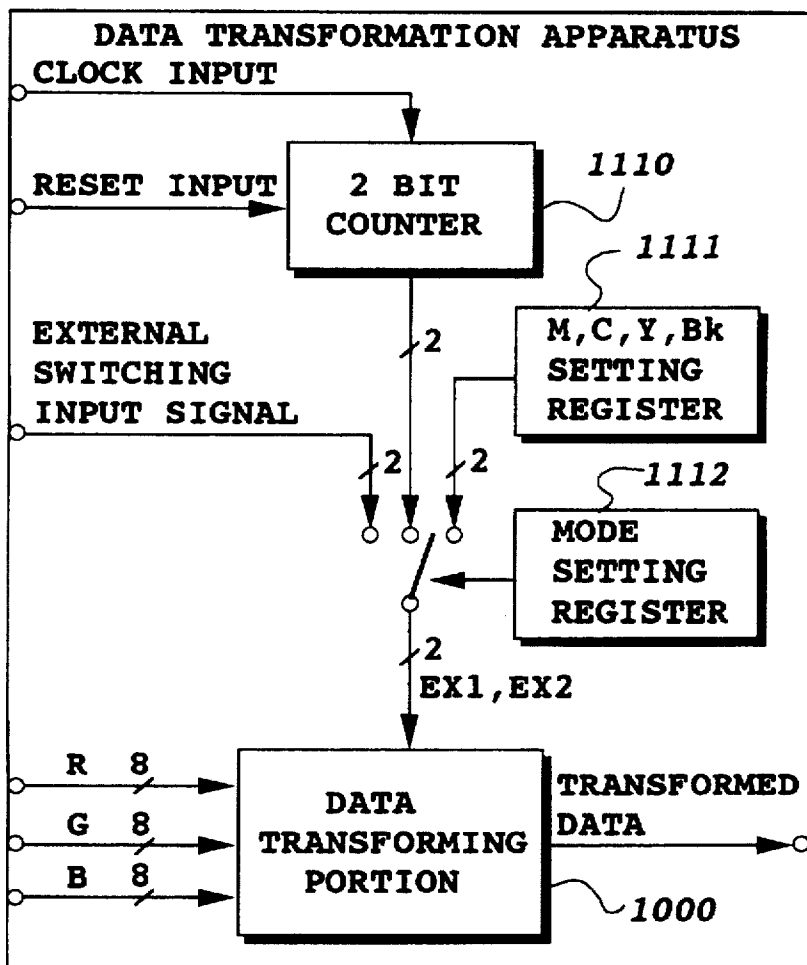 DATA TRANSFORMATION APPARATUS
CLOCK INPUT
RESET INPUT
2 BIT
COUNTER
1110
1111
EXTERNAL
SWITCHING
INPUT SIGNAL
2
M,C,Y,Bk
SETTING
REGISTER
2
2
1112
MODE
SETTING
REGISTER
2
EX1,EX2
R 8
G 8
B 8
DATA
TRANSFORMING
PORTION
TRANSFORMED
DATA
1000